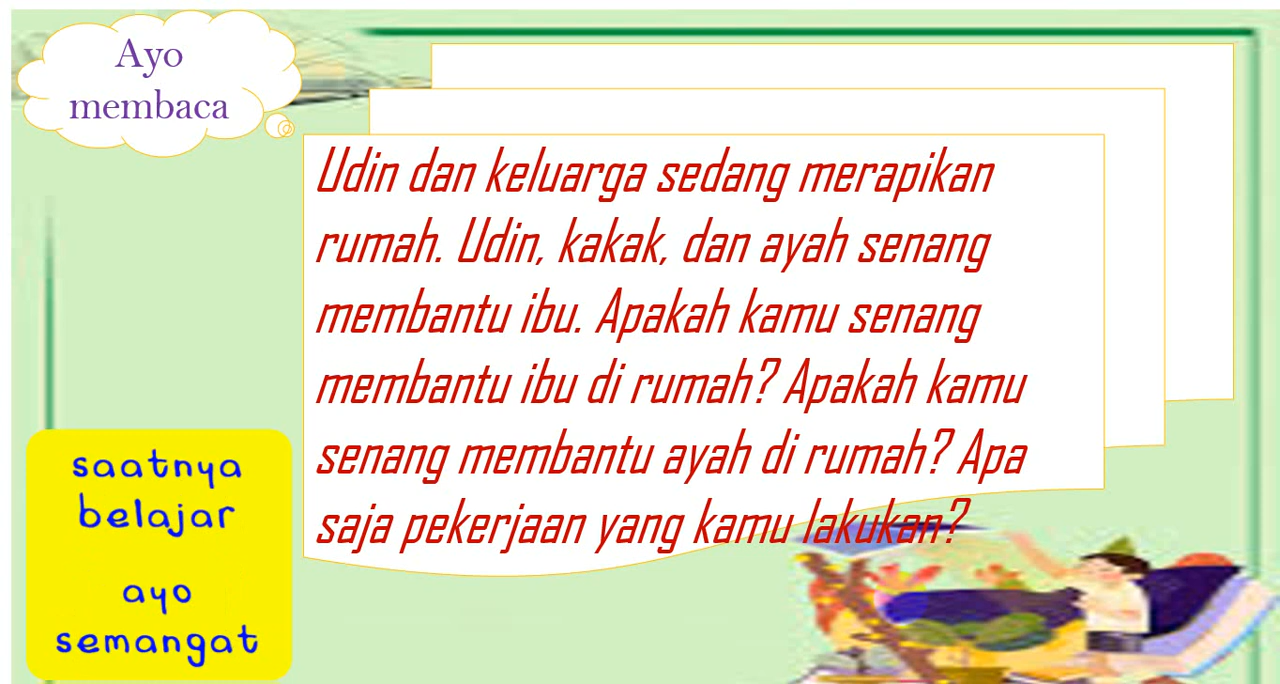 Ayo
membaca
Udin dan keluarga sedang merapikan
rumah. Udin, kakak, dan ayah senang
membantu ibu. Apakah kamu senang
membantu ibu di rumah? Apakah kamu
senang membantu ayah di rumah? Apa
saja pekerjaan yang kamu lakukan?
saatnya
belajar
ayo
semangat